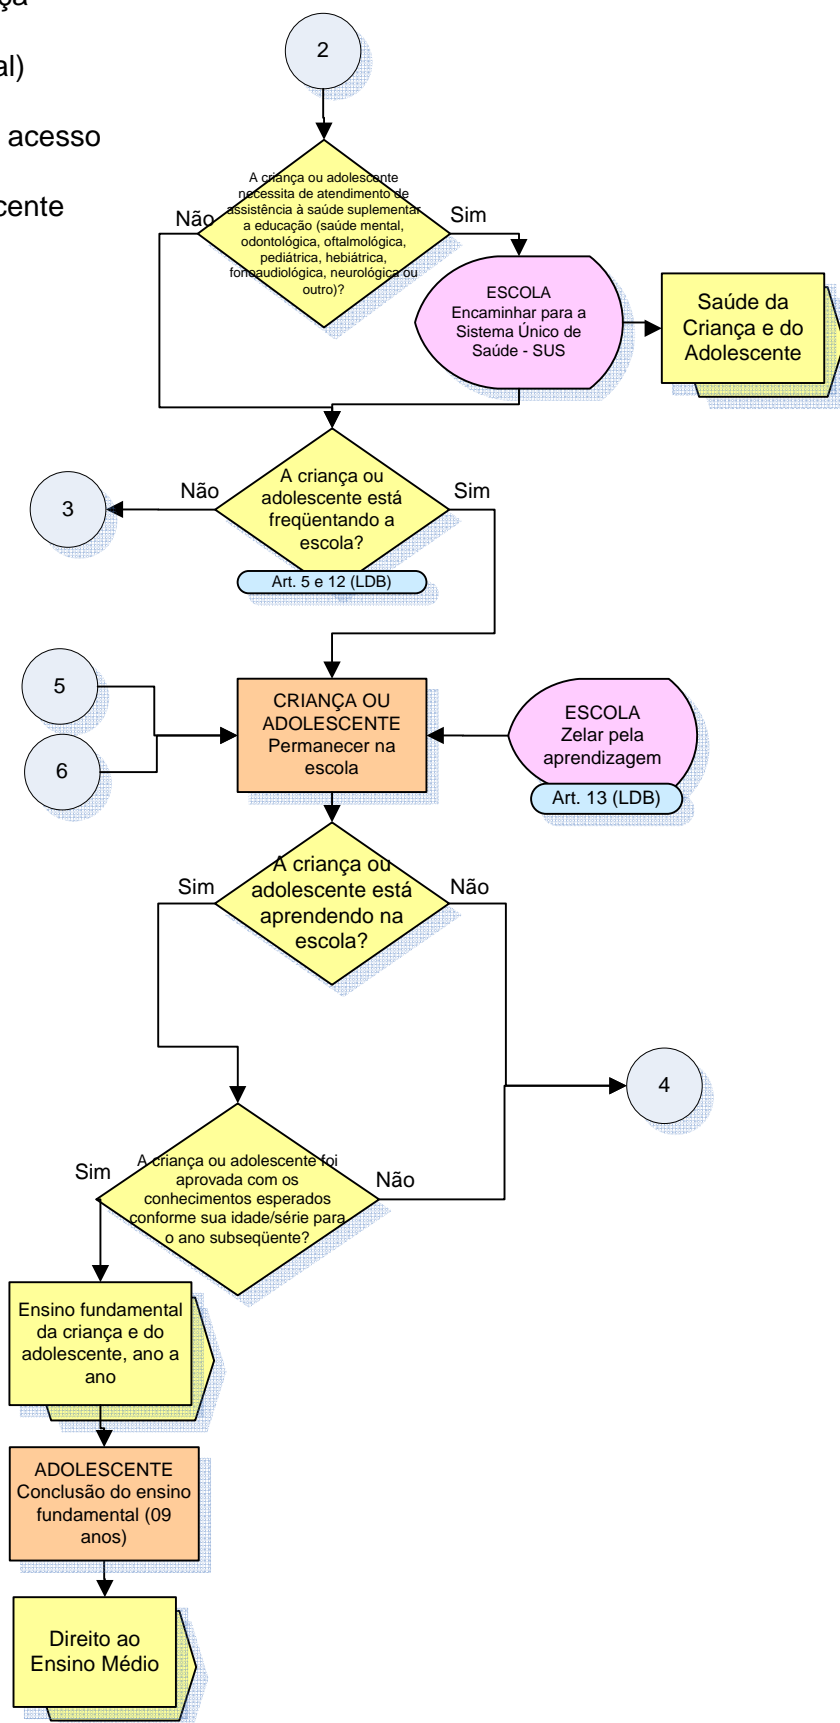 ça
al)
acesso
cente
2
A criança ou adolescente
necessita de atendimento de
assistência à saúde suplementar
a educação (saúde mental,
odontológica, oftalmológica,
pediátrica, hebiátrica,
fonoaudiológica, neurológica ou
outro)?
Não
Sim
ESCOLA
Encaminhar para a
Sistema Único de
Saúde - SUS
Saúde da
Criança e do
Adolescente
A criança ou
adolescente está
freqüentando a
escola?
Não
Sim
3
Art. 5 e 12 (LDB)
5
6
CRIANÇA OU
ADOLESCENTE
Permanecer na
escola
ESCOLA
Zelar pela
aprendizagem
Art. 13 (LDB)
A criança ou
adolescente está
aprendendo na
escola?
Sim
Não
4
A criança ou adolescente foi
aprovada com os
conhecimentos esperados
conforme sua idade/série para
o ano subseqüente?
Sim
Não
Ensino fundamental
da criança e do
adolescente, ano a
ano
ADOLESCENTE
Conclusão do ensino
fundamental (09
anos)
Direito ao
Ensino Médio